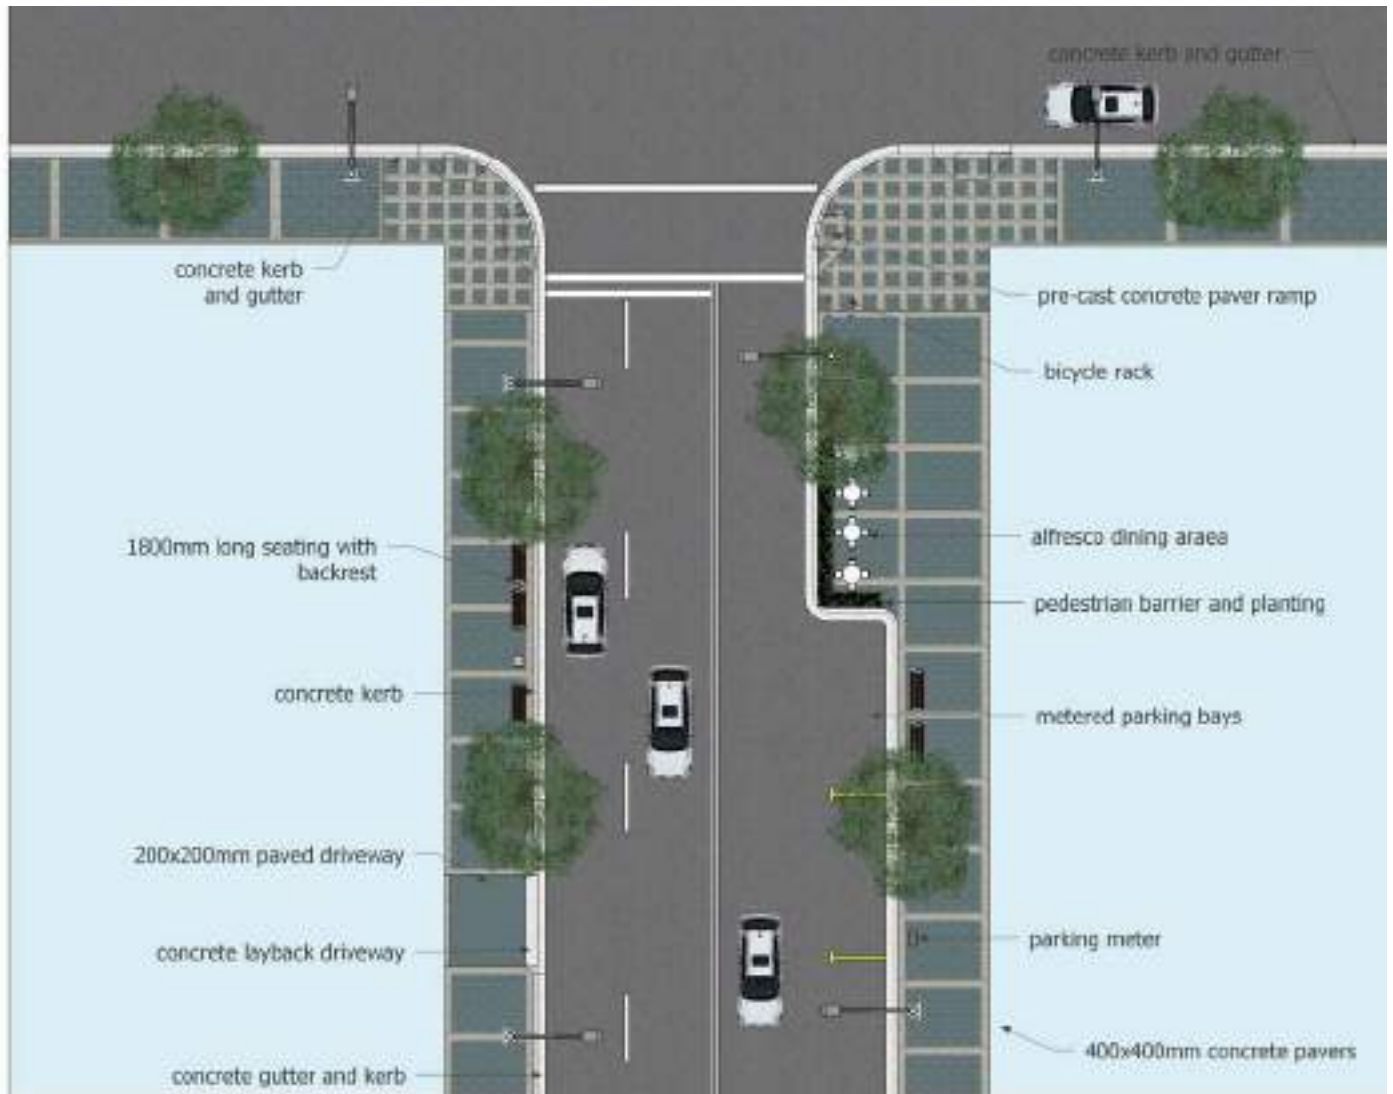 concrete kerb and gutter
concrete kerb
and gutter
pre-cast concrete paver ramp
bicycle rack
alfresco dining araea
1800mm long seating with
backrest
pedestrian barrier and planting
concrete kerb
metered parking bays
200x200mm paved driveway
concrete layback driveway
parking meter
400x400mm concrete pavers
concrete gutter and kerb